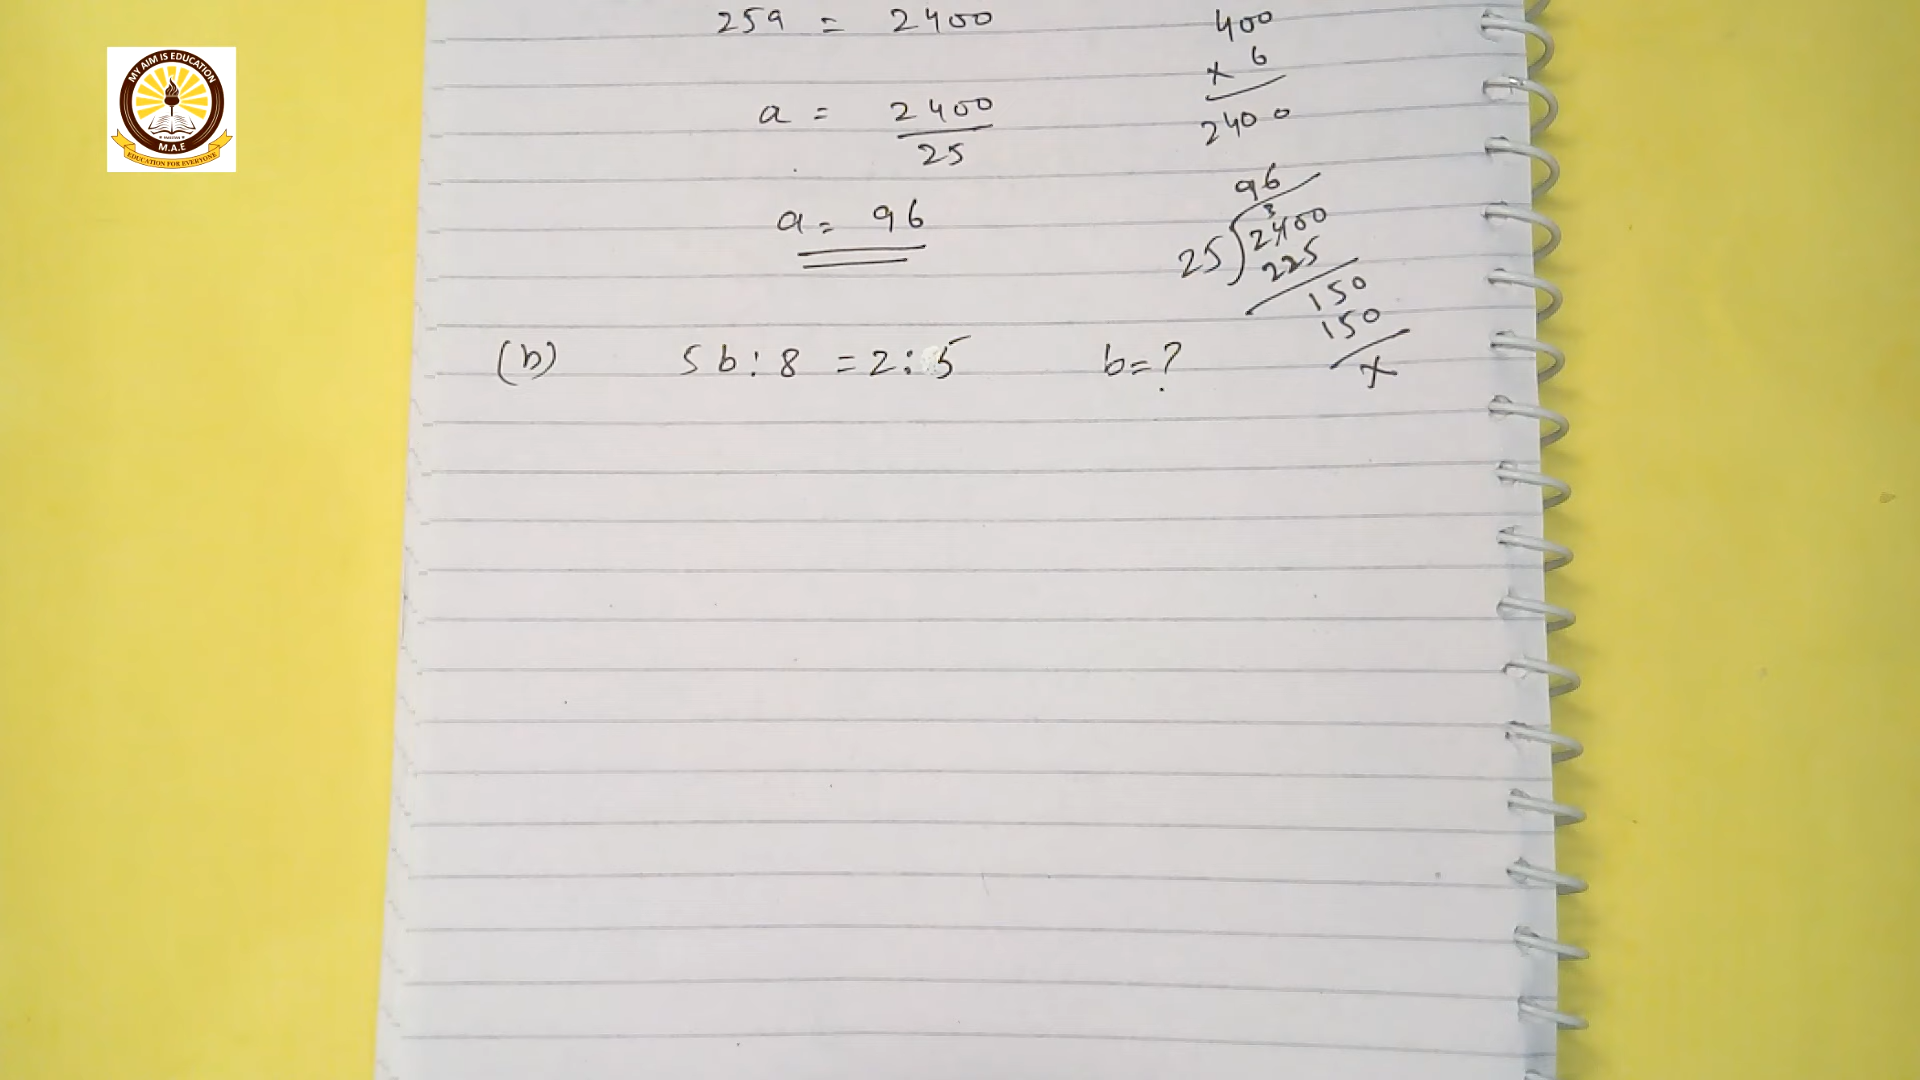 MY AIM IS EDUCATION
M.A.E
EDUCATION FOR EVERYONE
25a = 2400
a = 2400
25
a = 96
400
x 6
2400
96
3
25)2400
225
150
150
x
(b) 5b:8 = 2:5 b=?